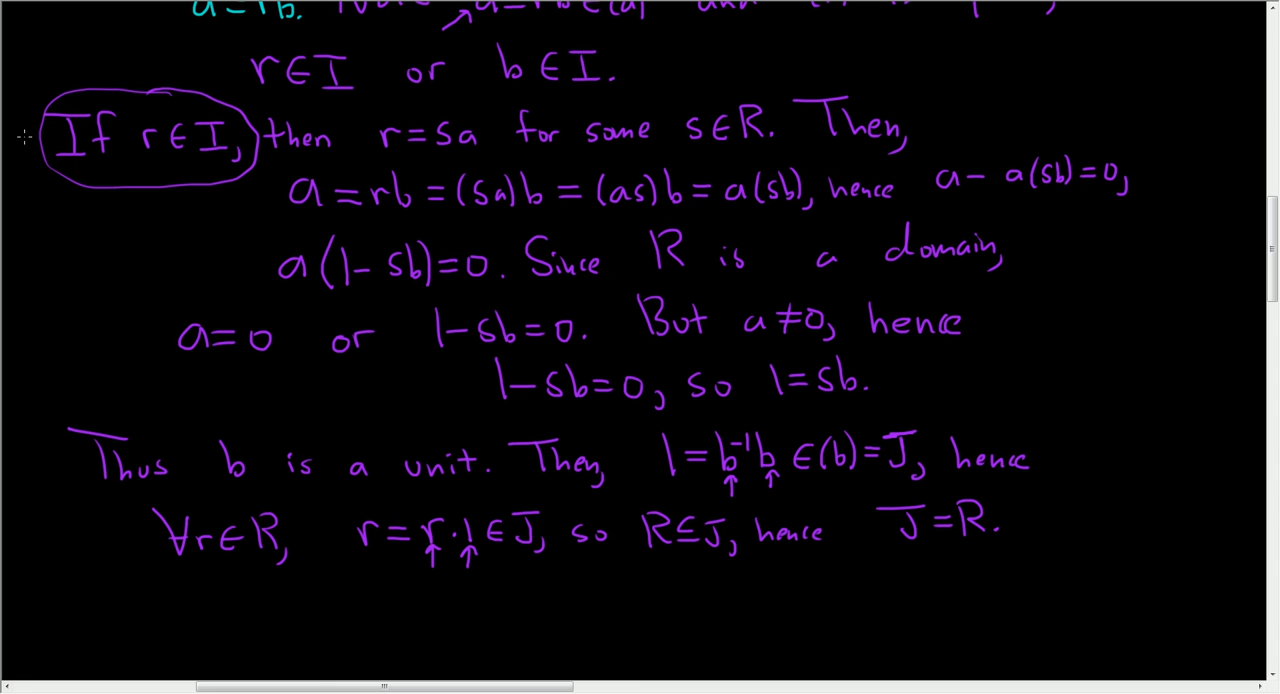 a=rb.
r∈I or b∈I.
If r∈I, then r=sa for some s∈R. Then,
a=rb=(sa)b=(as)b=a(sb), hence a-a(sb)=0,
a(1-sb)=0. Since R is a domain,
a=0 or 1-sb=0. But a≠0, hence
1-sb=0, so 1=sb.
Thus b is a unit. Then, 1=b⁻¹b∈(b)=J, hence
∀r∈R, r=r·1∈J, so R⊆J, hence J=R.